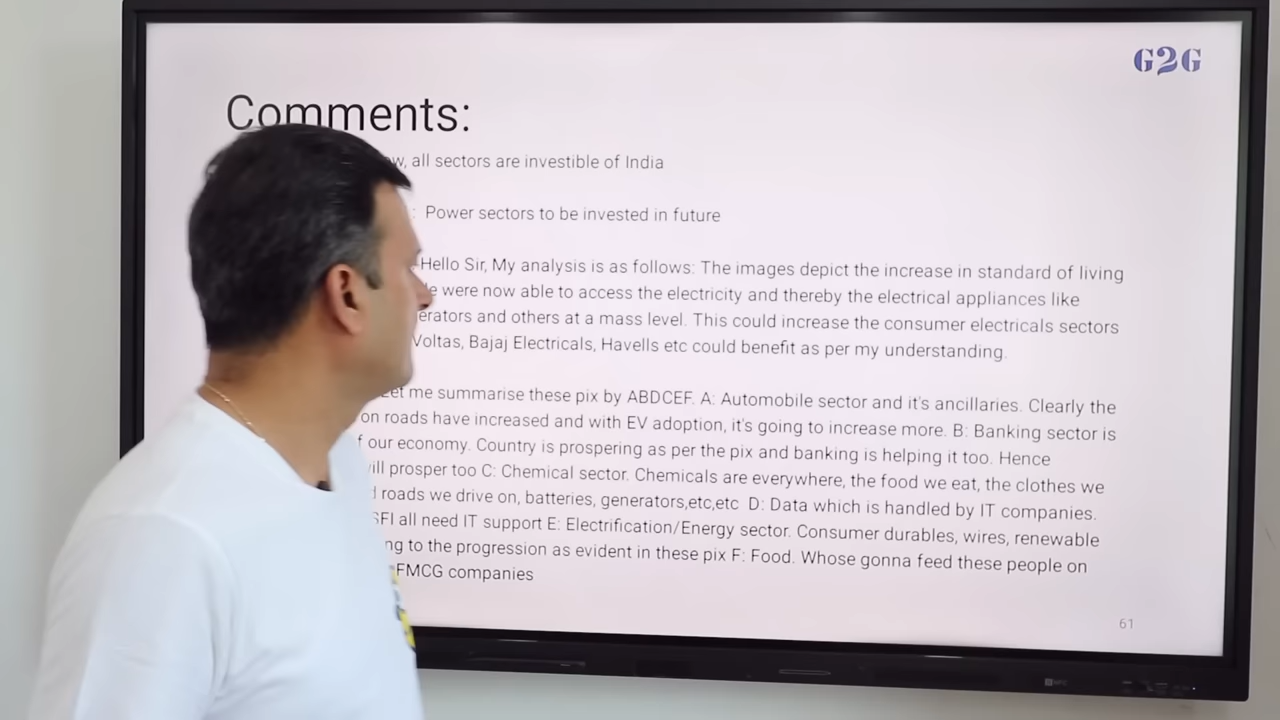 G2G
Comments:
all sectors are investible of India
: Power sectors to be invested in future
Hello Sir, My analysis is as follows: The images depict the increase in standard of living
were now able to access the electricity and thereby the electrical appliances like
and others at a mass level. This could increase the consumer electricals sectors
Voltas, Bajaj Electricals, Havells etc could benefit as per my understanding.
Let me summarise these pix by ABDCEF. A: Automobile sector and it's ancillaries. Clearly the
on roads have increased and with EV adoption, it's going to increase more. B: Banking sector is
our economy. Country is prospering as per the pix and banking is helping it too. Hence
will prosper too C: Chemical sector. Chemicals are everywhere, the food we eat, the clothes we
roads we drive on, batteries, generators,etc,etc D: Data which is handled by IT companies.
all need IT support E: Electrification/Energy sector. Consumer durables, wires, renewable
to the progression as evident in these pix F: Food. Whose gonna feed these people on
FMCG companies
61